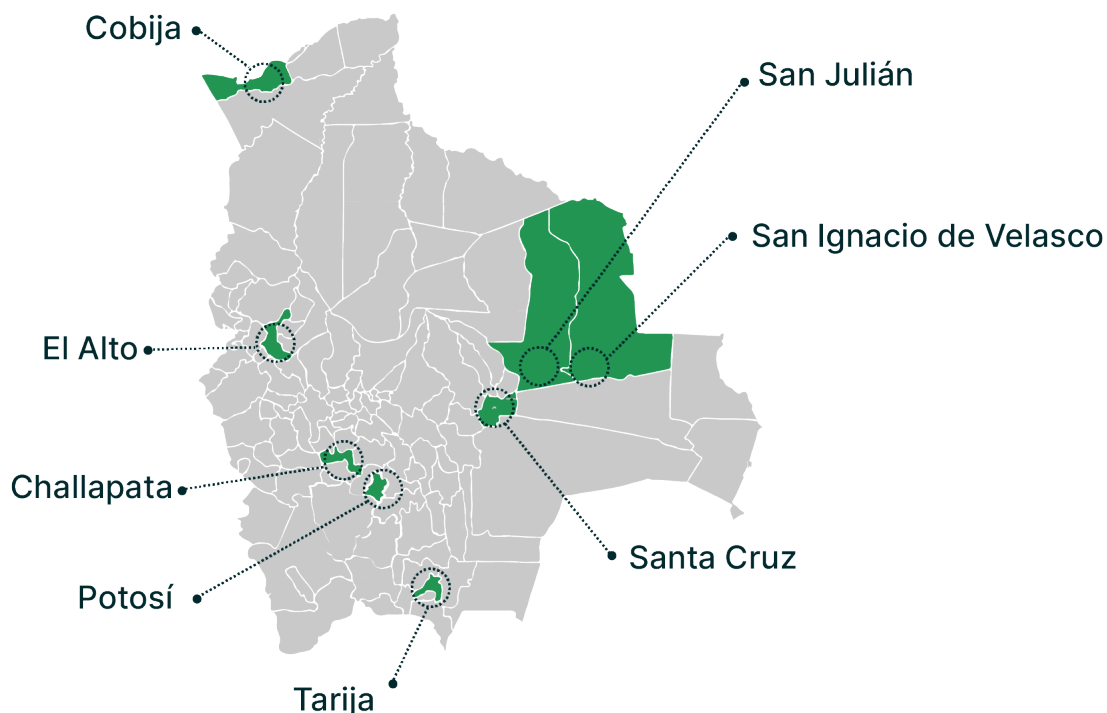 Cobija
San Julián
San Ignacio de Velasco
El Alto
Challapata
Santa Cruz
Potosí
Tarija